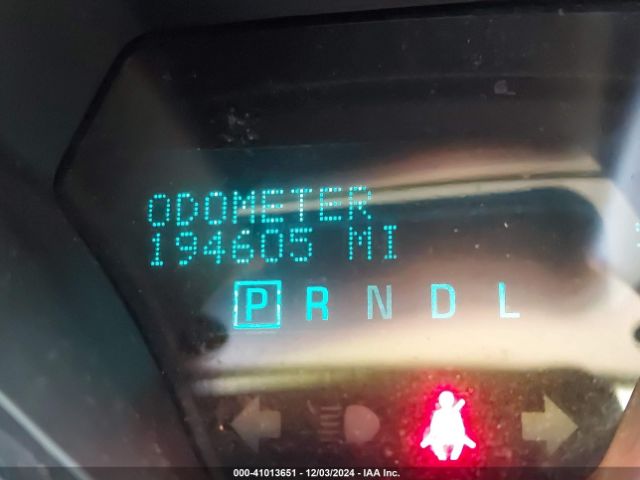 ODOMETER
194605 MI
P R N D L
000-41013651 - 12/03/2024 - IAA Inc.